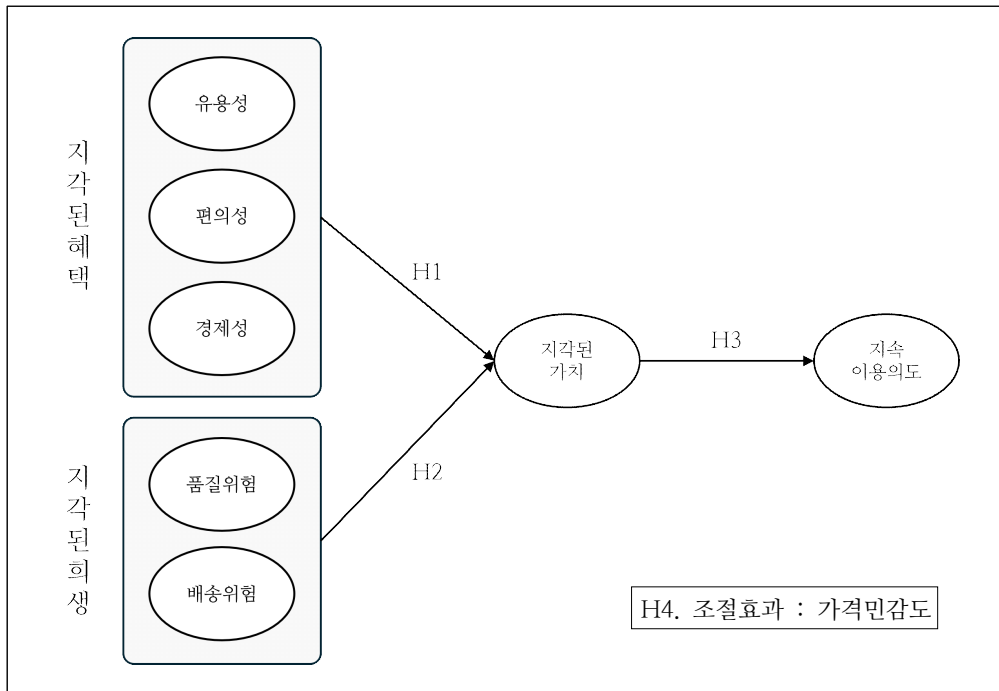 지각된혜택
유용성
편의성
경제성
H1
지각된
가치
H3
지속
이용의도
지각된희생
품질위험
배송위험
H2
H4. 조절효과 : 가격민감도